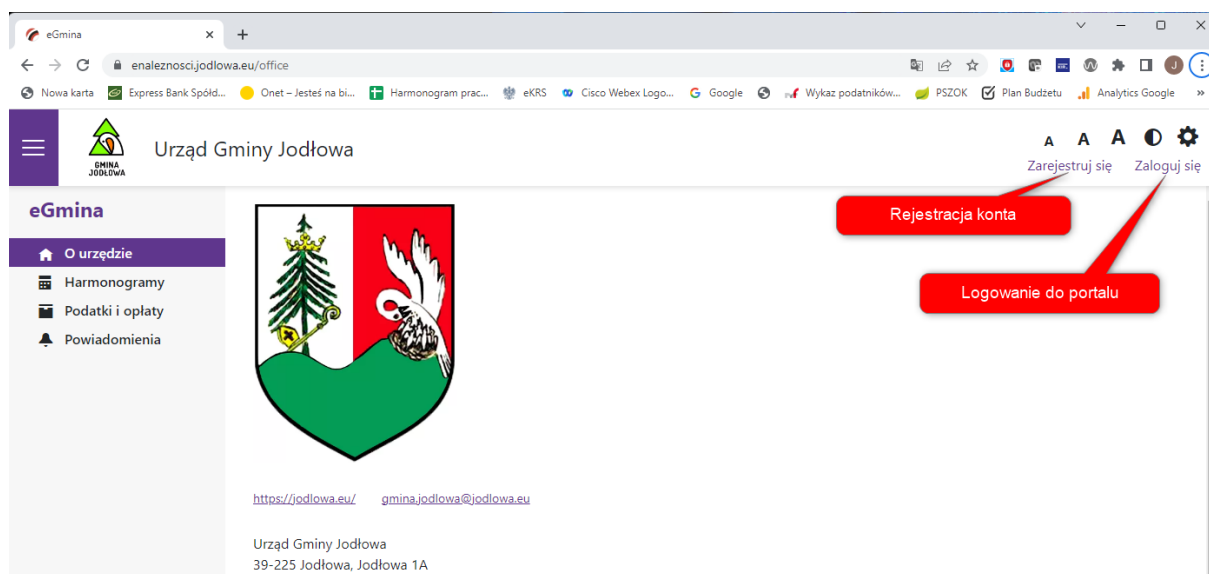 eGmina
enaleznosci.jodlowa.eu/office
Nowa karta Express Bank Spółd... Onet – Jesteś na bi... Harmonogram prac... eKRS Cisco Webex Logo... Google Wykaz podatników... PSZOK Plan Budżetu Analytics Google »
GMINA
JODŁOWA
Urząd Gminy Jodłowa
A A A
Zarejestruj się Zaloguj się
Rejestracja konta
Logowanie do portalu
eGmina
O urzędzie
Harmonogramy
Podatki i opłaty
Powiadomienia
https://jodlowa.eu/ gmina.jodlowa@jodlowa.eu
Urząd Gminy Jodłowa
39-225 Jodłowa, Jodłowa 1A